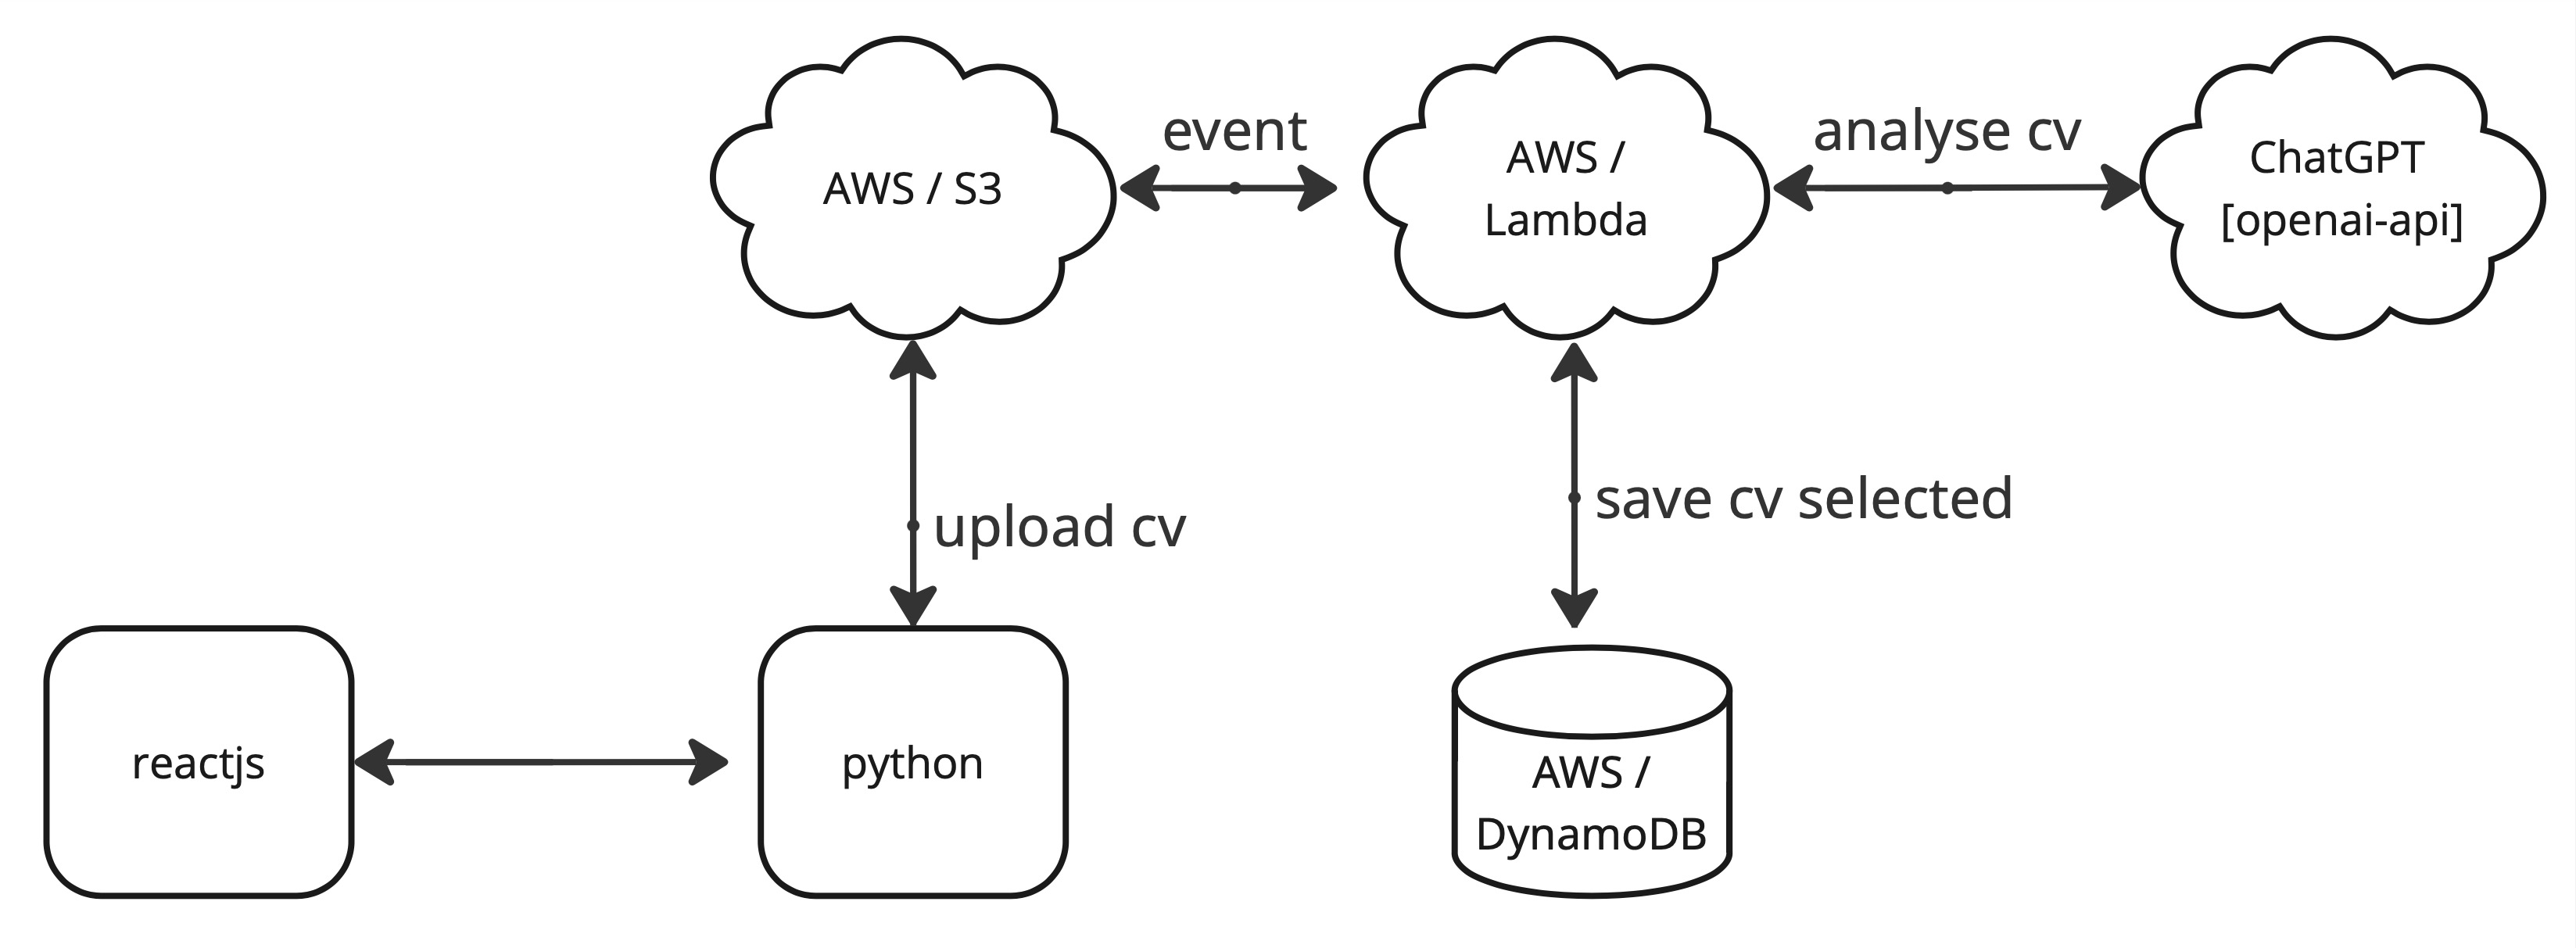 AWS / S3
event
AWS /
Lambda
analyse cv
ChatGPT
[openai-api]
upload cv
save cv selected
reactjs
python
AWS /
DynamoDB